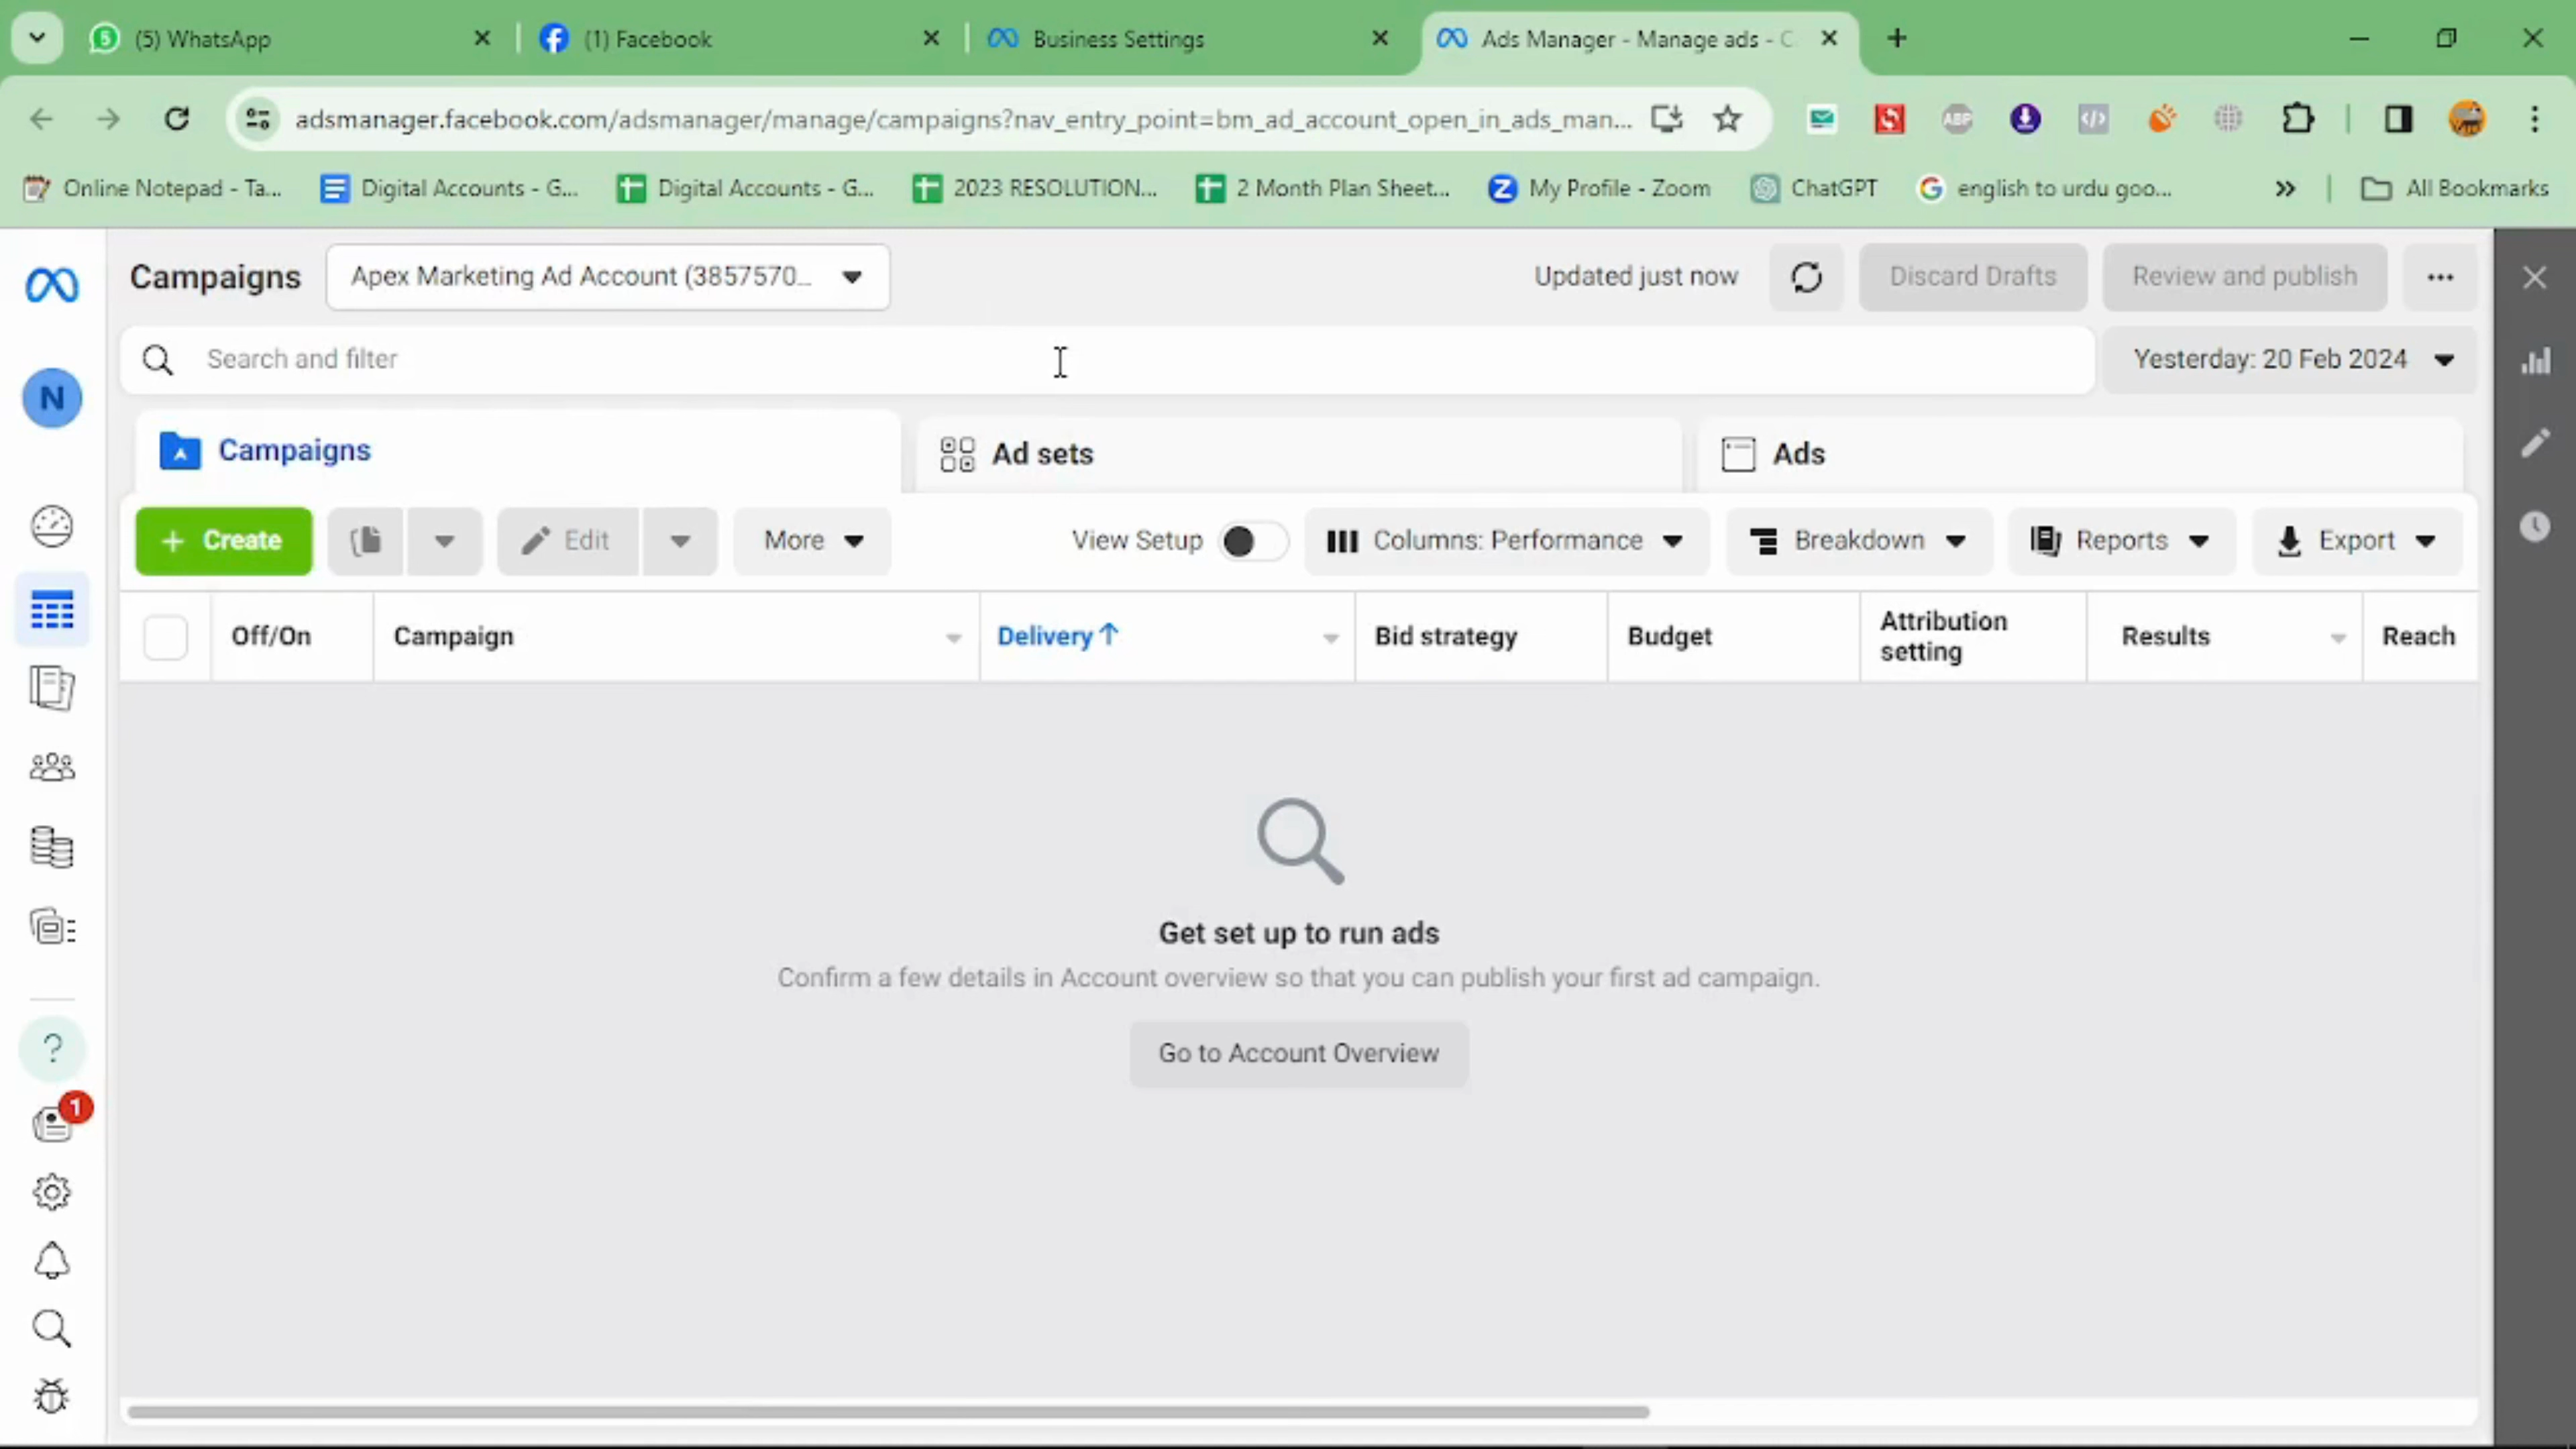 (5) WhatsApp
(1) Facebook
Business Settings
Ads Manager - Manage ads - C
adsmanager.facebook.com/adsmanager/manage/campaigns?nav_entry_point=bm_ad_account_open_in_ads_man...
ABP
Online Notepad - Ta...
Digital Accounts - G...
Digital Accounts - G...
2023 RESOLUTION...
2 Month Plan Sheet...
My Profile - Zoom
ChatGPT
english to urdu goo...
All Bookmarks
Campaigns
Apex Marketing Ad Account (3857570...
Updated just now
Discard Drafts
Review and publish
Search and filter
Yesterday: 20 Feb 2024
N
Campaigns
Ad sets
Ads
+ Create
Edit
More
View Setup
Columns: Performance
Breakdown
Reports
Export
Off/On
Campaign
Delivery ↑
Bid strategy
Budget
Attribution
setting
Results
Reach
Get set up to run ads
Confirm a few details in Account overview so that you can publish your first ad campaign.
Go to Account Overview
?
1